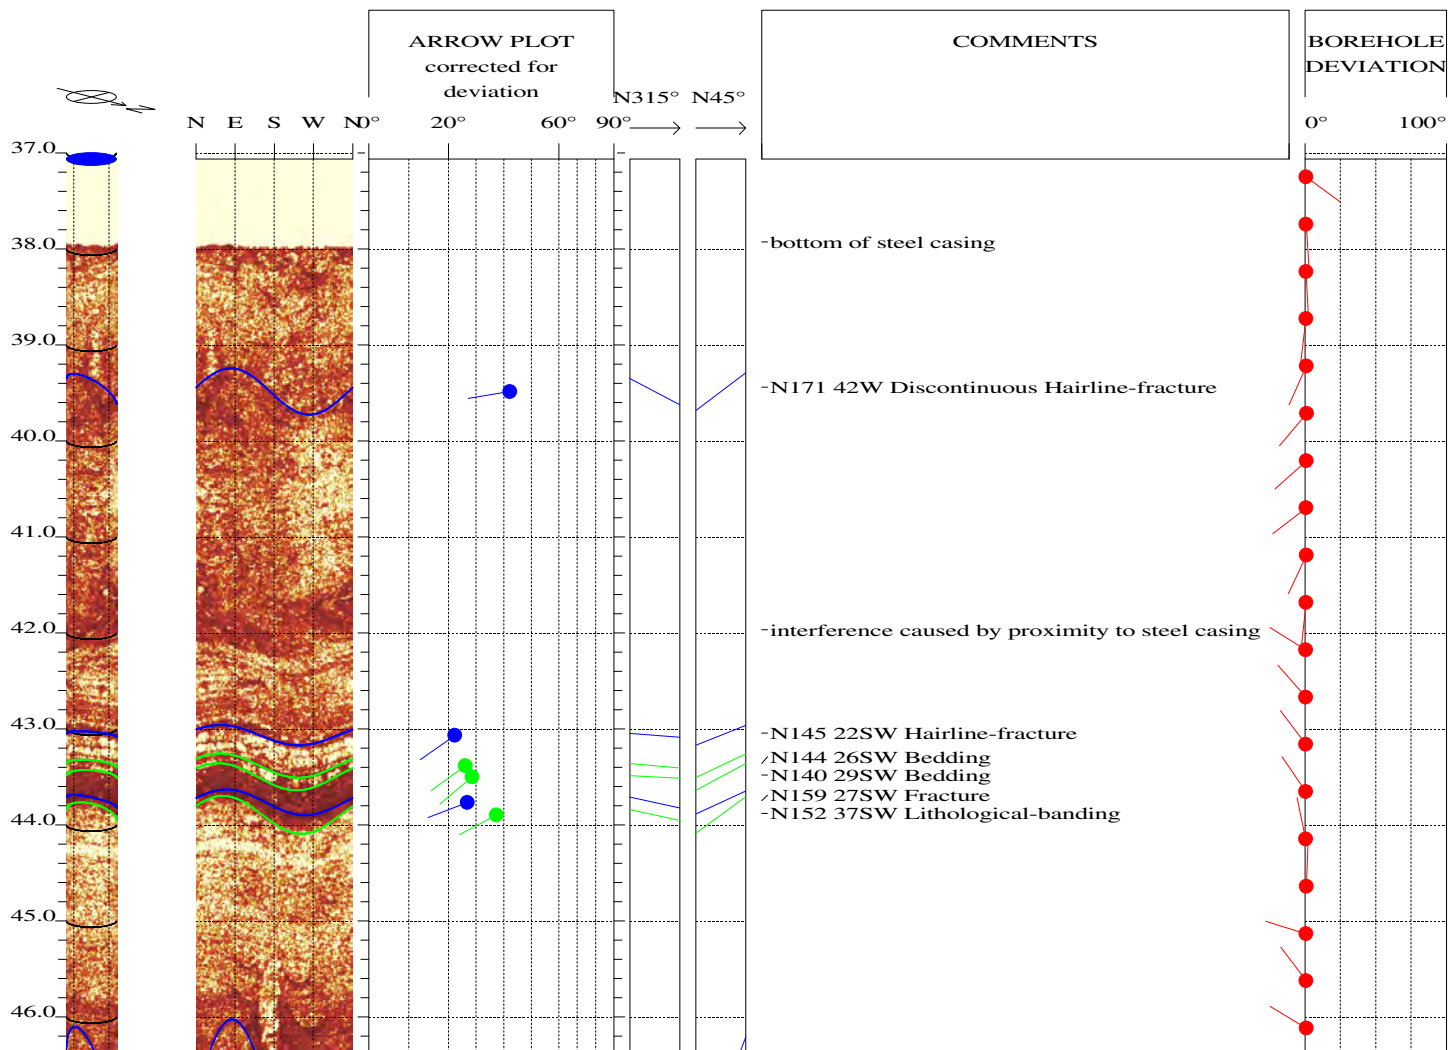 ARROW PLOT
corrected for
deviation
COMMENTS
BOREHOLE
DEVIATION
N
N315°
N45°
N E S W N
0° 20° 60° 90°
0° 100°
37.0
38.0
bottom of steel casing
39.0
N171 42W Discontinuous Hairline-fracture
40.0
41.0
42.0
interference caused by proximity to steel casing
43.0
N145 22SW Hairline-fracture
N144 26SW Bedding
N140 29SW Bedding
N159 27SW Fracture
N152 37SW Lithological-banding
44.0
45.0
46.0